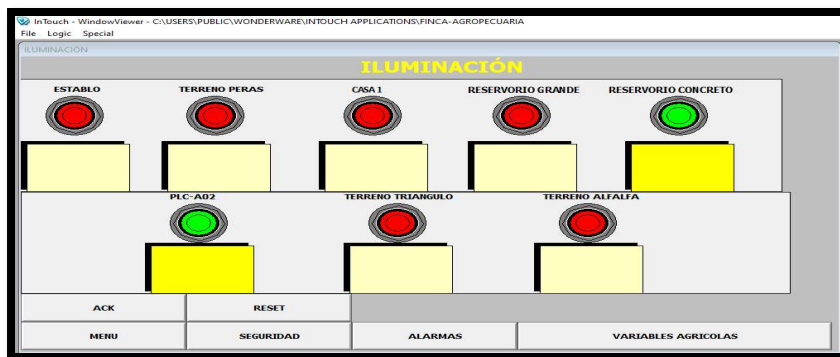 InTouch - WindowViewer - C:\USERS\PUBLIC\WONDERWARE\INTOUCH APPLICATIONS\FINCA-AGROPECUARIA
File Logic Special
ILUMINACIÓN
ILUMINACIÓN
ESTABLO TERRENO PERAS CASA 1 RESERVORIO GRANDE RESERVORIO CONCRETO
PLC-A02 TERRENO TRIANGULO TERRENO ALFALFA
ACK RESET
MENU SEGURIDAD ALARMAS VARIABLES AGRICOLAS